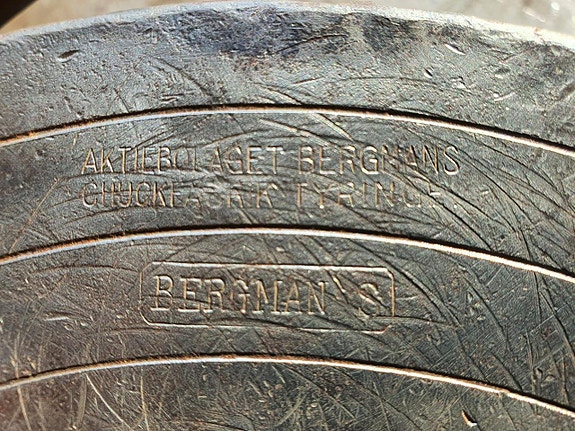 AKTIEBOLAGET BERGMANS
CHUCKFABRIK TYRINGE
BERGMAN'S